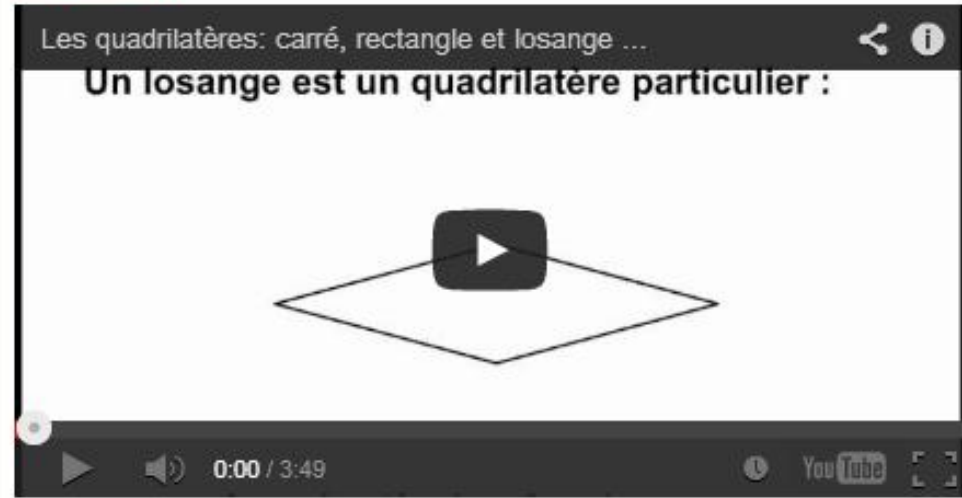 Les quadrilatères: carré, rectangle et losange ...
Un losange est un quadrilatère particulier :
0:00 / 3:49
YouTube